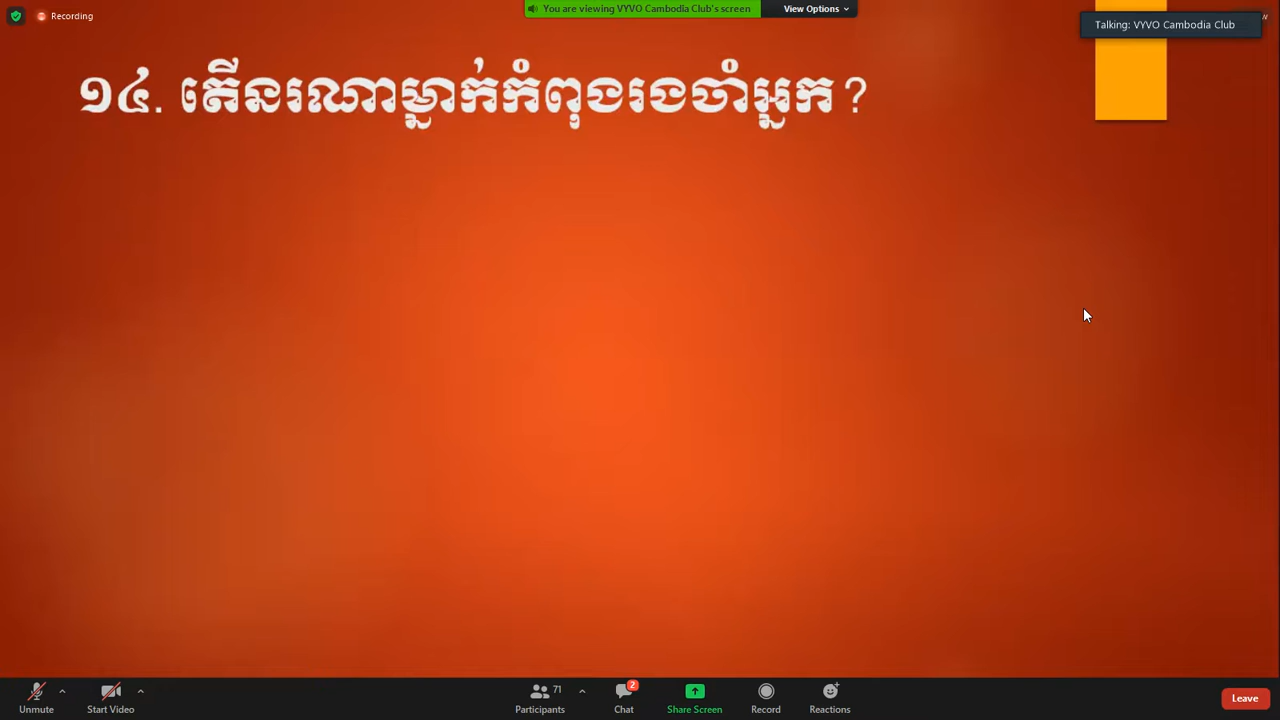 Recording
You are viewing VYVO Cambodia Club's screen
View Options
Talking: VYVO Cambodia Club
១៤. តើនរណាម្នាក់កំពុងរងចាំអ្នក?
Unmute
Start Video
Participants
71
Chat
2
Share Screen
Record
Reactions
Leave